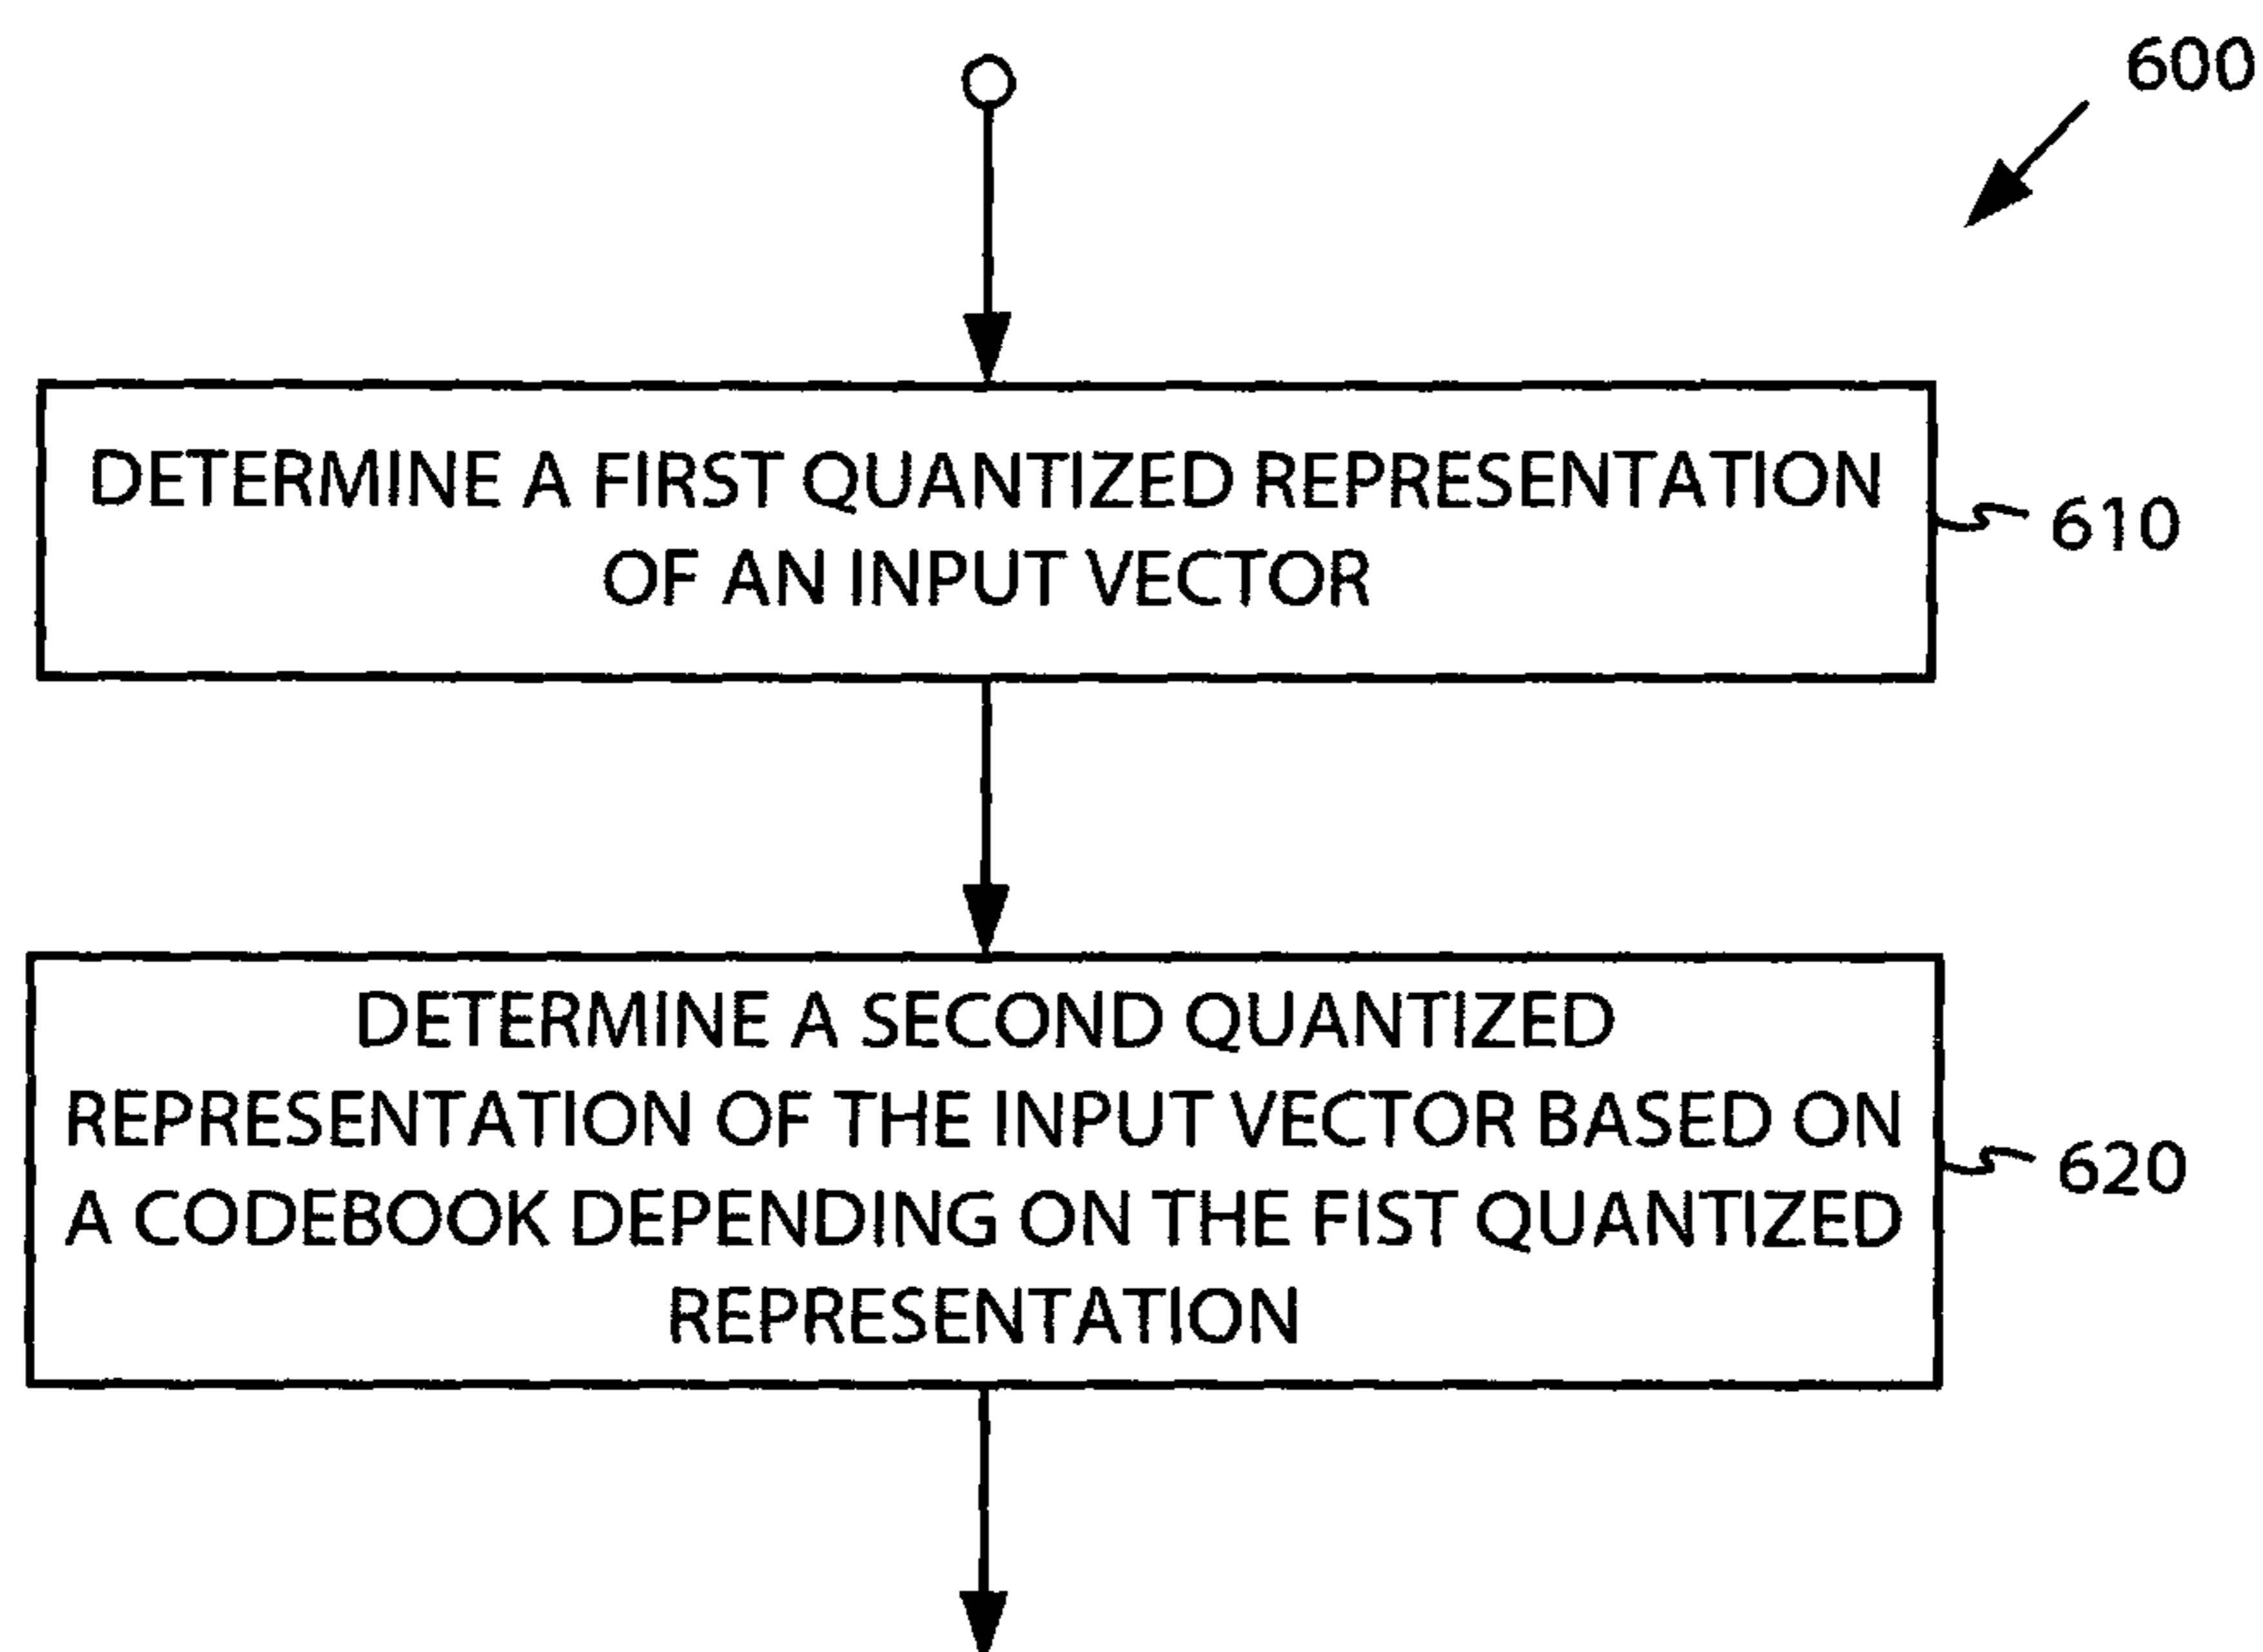 600
DETERMINE A FIRST QUANTIZED REPRESENTATION
OF AN INPUT VECTOR
610
DETERMINE A SECOND QUANTIZED
REPRESENTATION OF THE INPUT VECTOR BASED ON
A CODEBOOK DEPENDING ON THE FIST QUANTIZED
REPRESENTATION
620